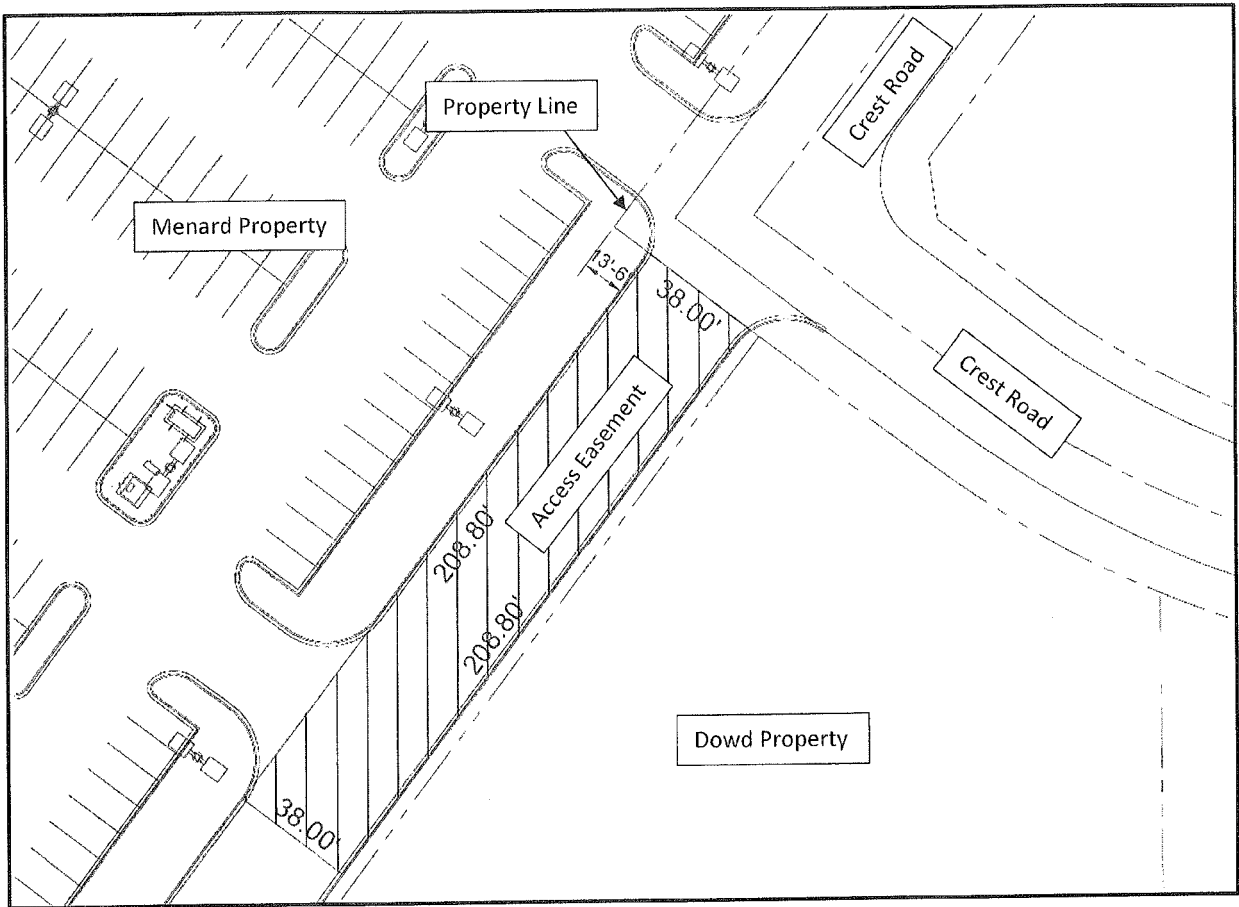 Crest Road
Property Line
Menard Property
13'-6"
38.00'
Crest Road
Access Easement
208.80'
208.80'
Dowd Property
38.00'